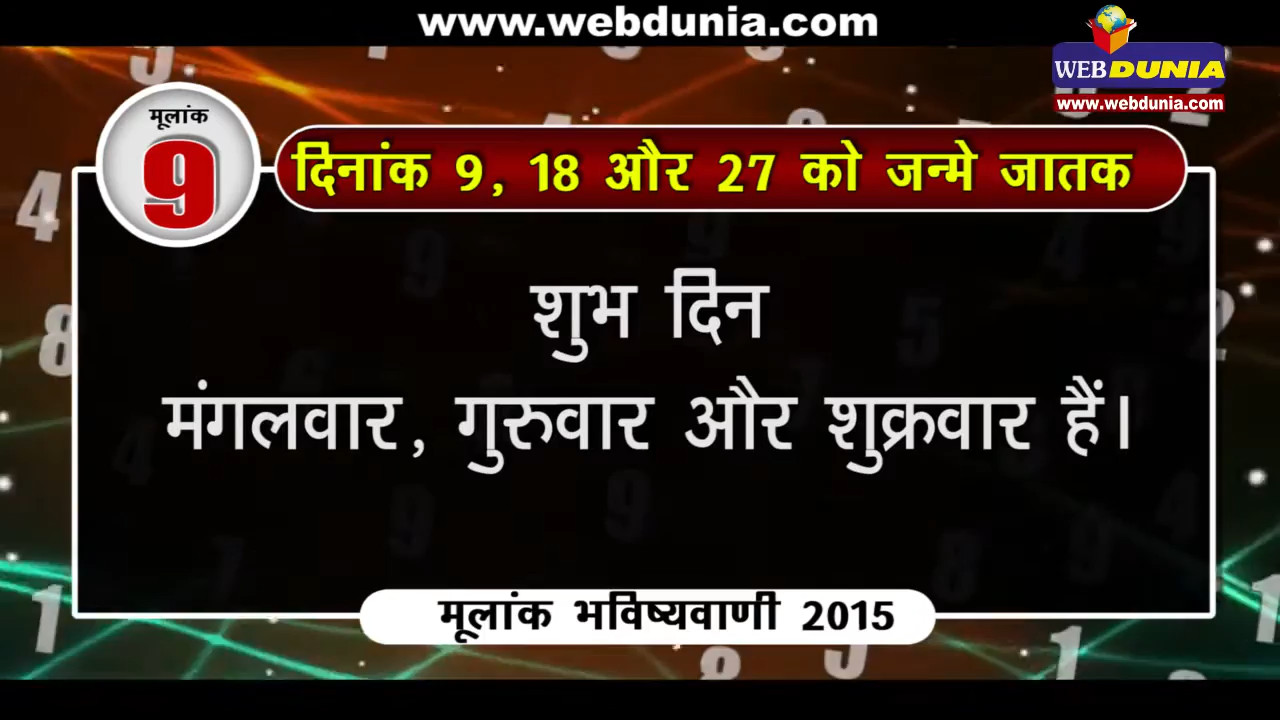 www.webdunia.com
WEBDUNIA
www.webdunia.com
मूलांक
9
दिनांक 9, 18 और 27 को जन्मे जातक
शुभ दिन
मंगलवार, गुरुवार और शुक्रवार हैं।
मूलांक भविष्यवाणी 2015